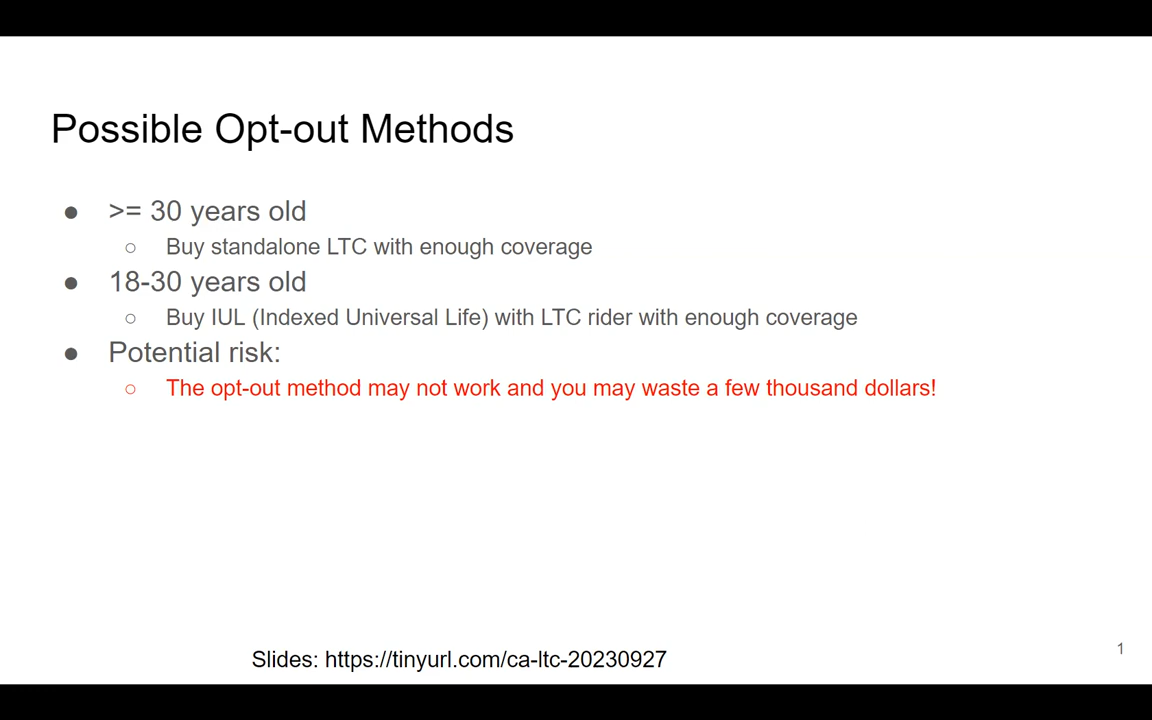 Possible Opt-out Methods
● >= 30 years old
○ Buy standalone LTC with enough coverage
● 18-30 years old
○ Buy IUL (Indexed Universal Life) with LTC rider with enough coverage
● Potential risk:
○ The opt-out method may not work and you may waste a few thousand dollars!
1
Slides: https://tinyurl.com/ca-ltc-20230927